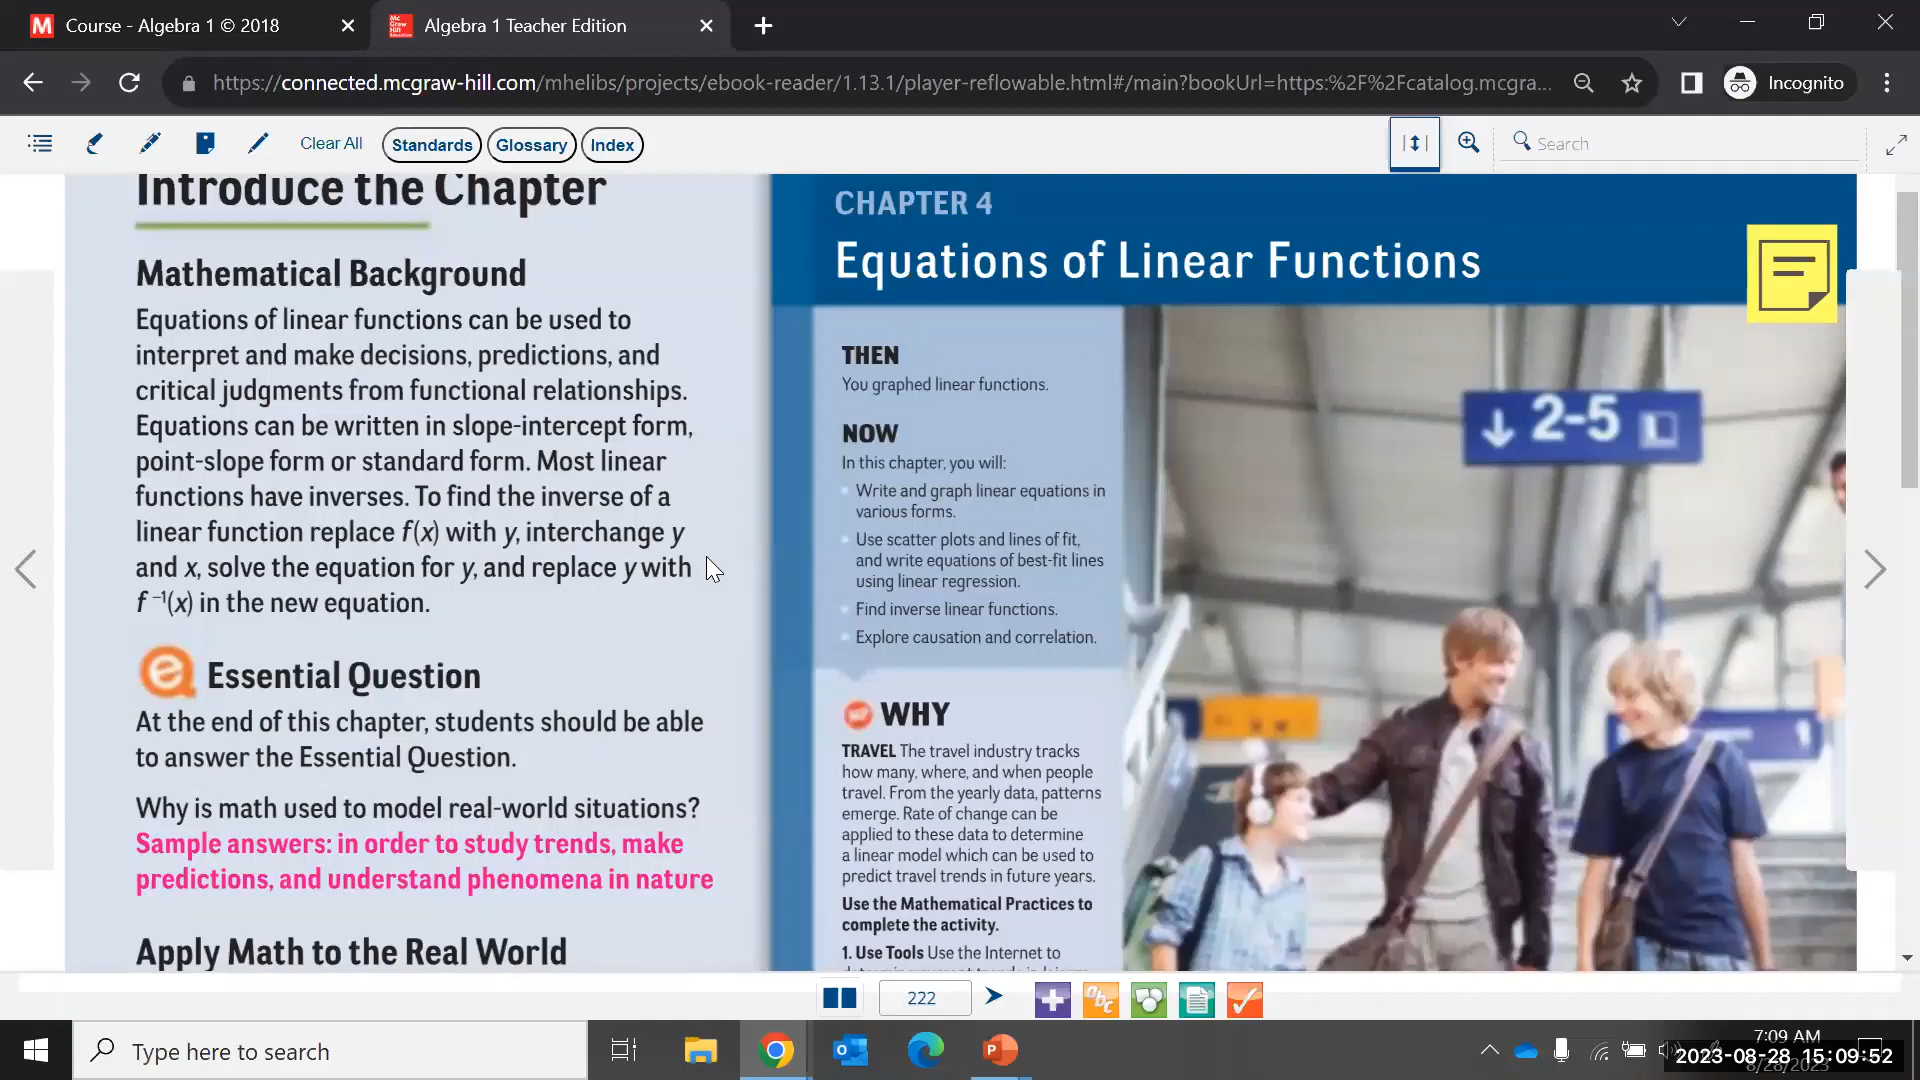 Course - Algebra 1 © 2018
Algebra 1 Teacher Edition
https://connected.mcgraw-hill.com/mhelibs/projects/ebook-reader/1.13.1/player-reflowable.html#/main?bookUrl=https:%2F%2Fcatalog.mcgra...
Incognito
Clear All
Standards
Glossary
Index
Search
Introduce the Chapter
Mathematical Background
Equations of linear functions can be used to
interpret and make decisions, predictions, and
critical judgments from functional relationships.
Equations can be written in slope-intercept form,
point-slope form or standard form. Most linear
functions have inverses. To find the inverse of a
linear function replace f(x) with y, interchange y
and x, solve the equation for y, and replace y with
f⁻¹(x) in the new equation.
Essential Question
At the end of this chapter, students should be able
to answer the Essential Question.
Why is math used to model real-world situations?
Sample answers: in order to study trends, make
predictions, and understand phenomena in nature
Apply Math to the Real World
CHAPTER 4
Equations of Linear Functions
THEN
You graphed linear functions.
NOW
In this chapter, you will:
Write and graph linear equations in
various forms.
Use scatter plots and lines of fit,
and write equations of best-fit lines
using linear regression.
Find inverse linear functions.
Explore causation and correlation.
WHY
TRAVEL The travel industry tracks
how many, where, and when people
travel. From the yearly data, patterns
emerge. Rate of change can be
applied to these data to determine
a linear model which can be used to
predict travel trends in future years.
Use the Mathematical Practices to
complete the activity.
1. Use Tools Use the Internet to
2-5
222
abc
Type here to search
7:09 AM
2023-08-28 15:09:52
8/28/2023